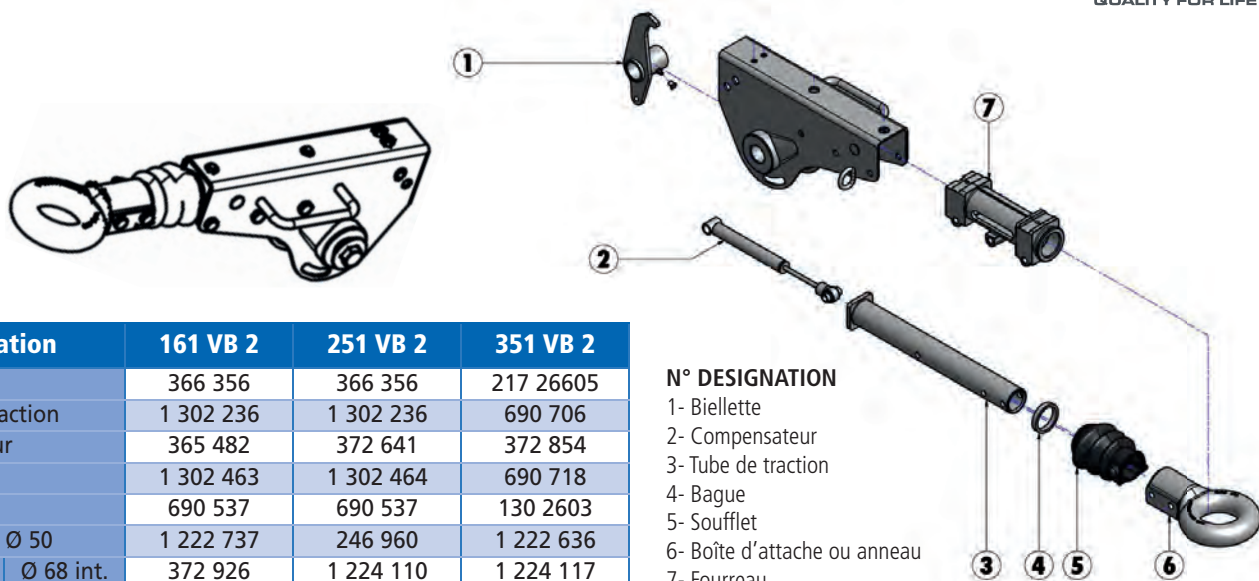 QUALITY FOR LIFE
1
7
2
ation 161 VB 2 251 VB 2 351 VB 2
366 356 366 356 217 26605
action 1 302 236 1 302 236 690 706
ur 365 482 372 641 372 854
1 302 463 1 302 464 690 718
690 537 690 537 130 2603
Ø 50 1 222 737 246 960 1 222 636
Ø 68 int. 372 926 1 224 110 1 224 117
N° DESIGNATION
1- Biellette
2- Compensateur
3- Tube de traction
4- Bague
5- Soufflet
6- Boîte d'attache ou anneau
7- Fourreau
3 4 5 6